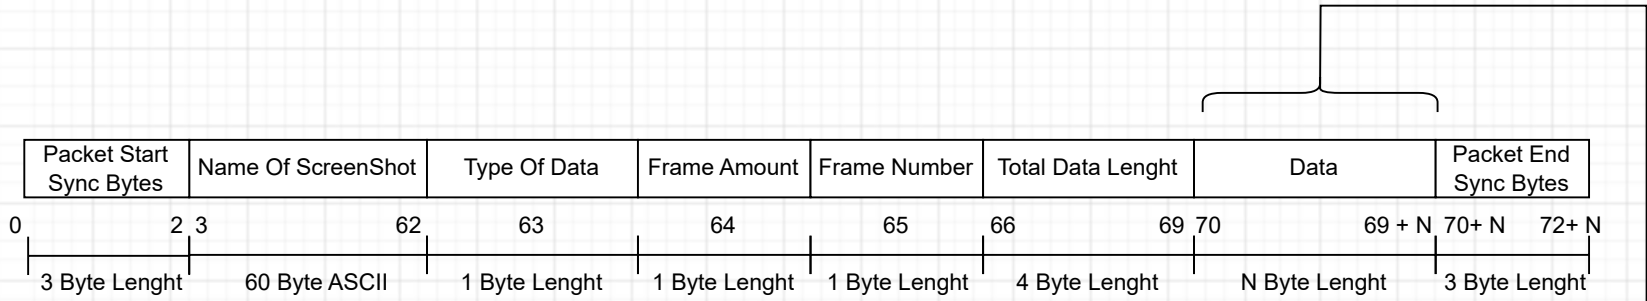 Packet Start
Sync Bytes
Name Of ScreenShot
Type Of Data
Frame Amount
Frame Number
Total Data Lenght
Data
Packet End
Sync Bytes
0 2 3 62 63 64 65 66 69 70 69 + N 70+ N 72+ N
3 Byte Lenght 60 Byte ASCII 1 Byte Lenght 1 Byte Lenght 1 Byte Lenght 4 Byte Lenght N Byte Lenght 3 Byte Lenght